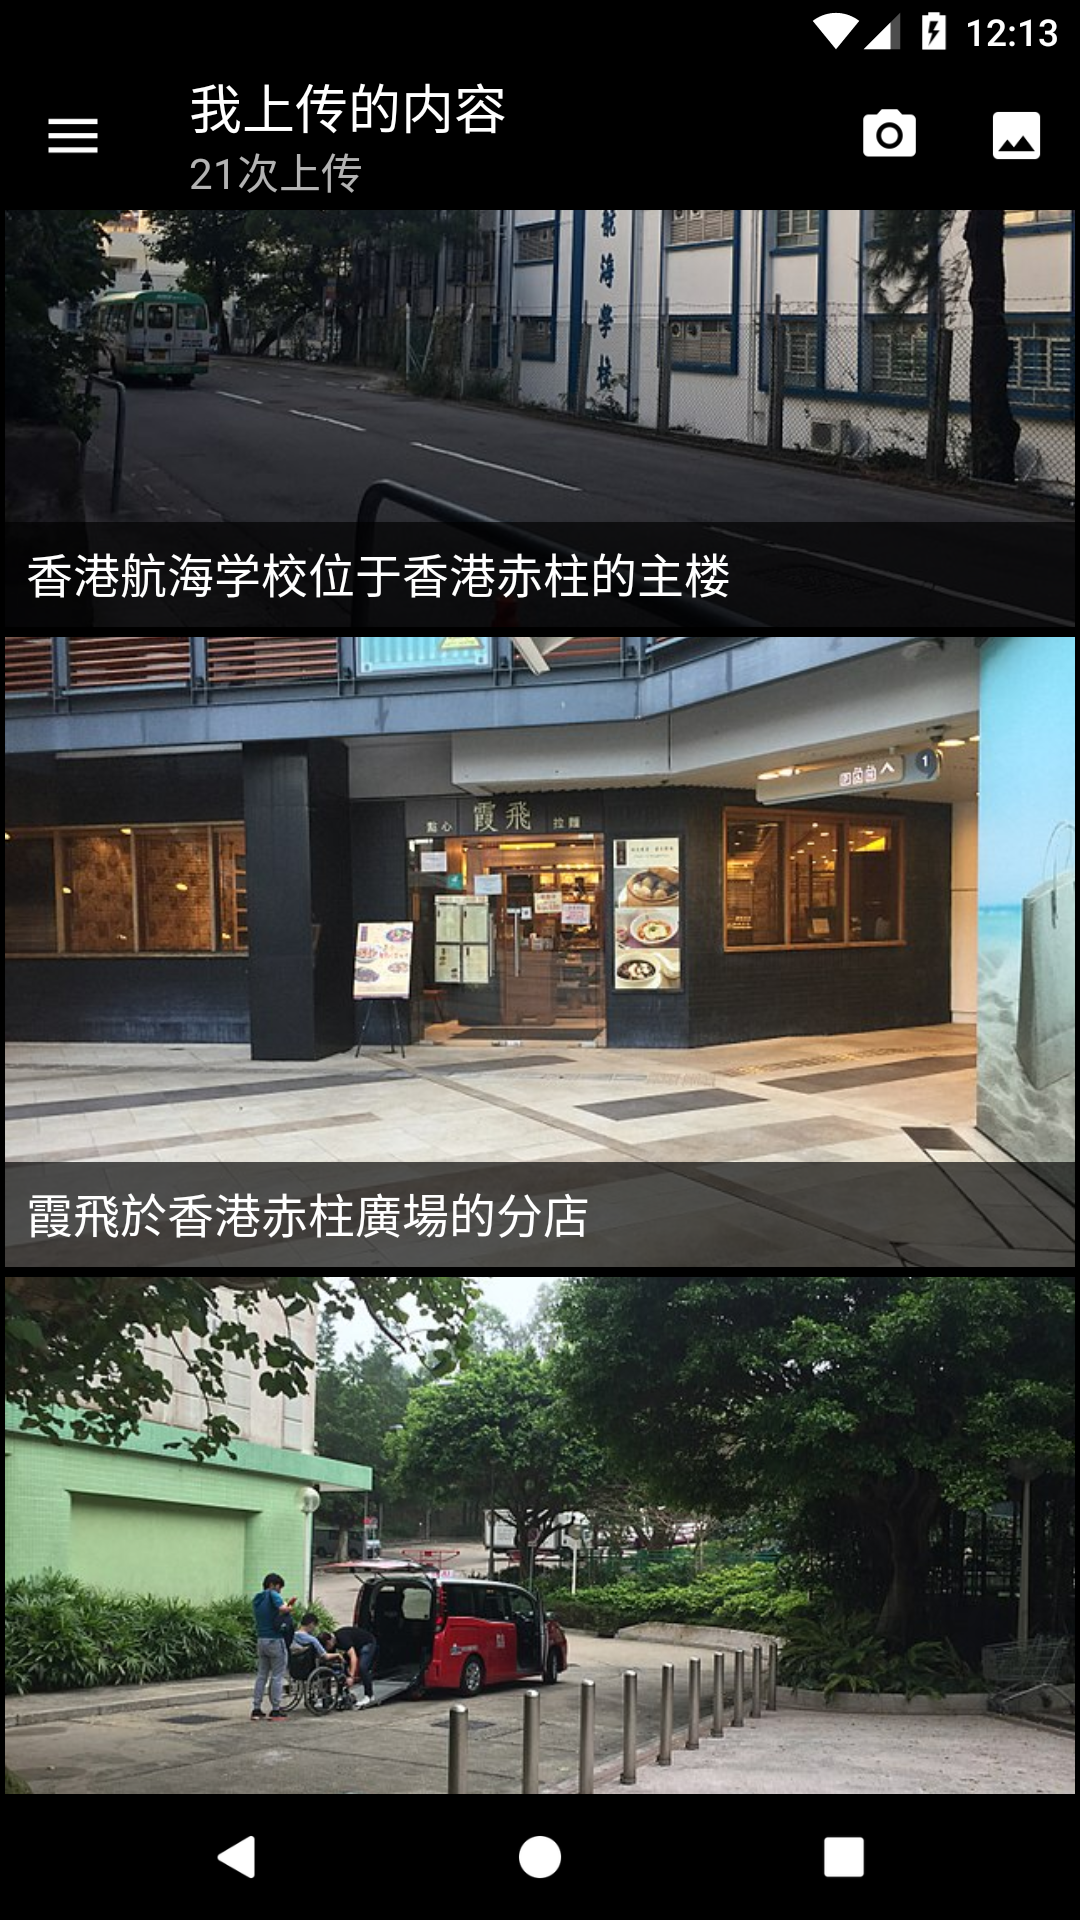 12:13
我上传的内容
21次上传
航海學校
香港航海学校位于香港赤柱的主楼
1
點心 霞飛 拉麵
霞飛於香港赤柱廣場的分店